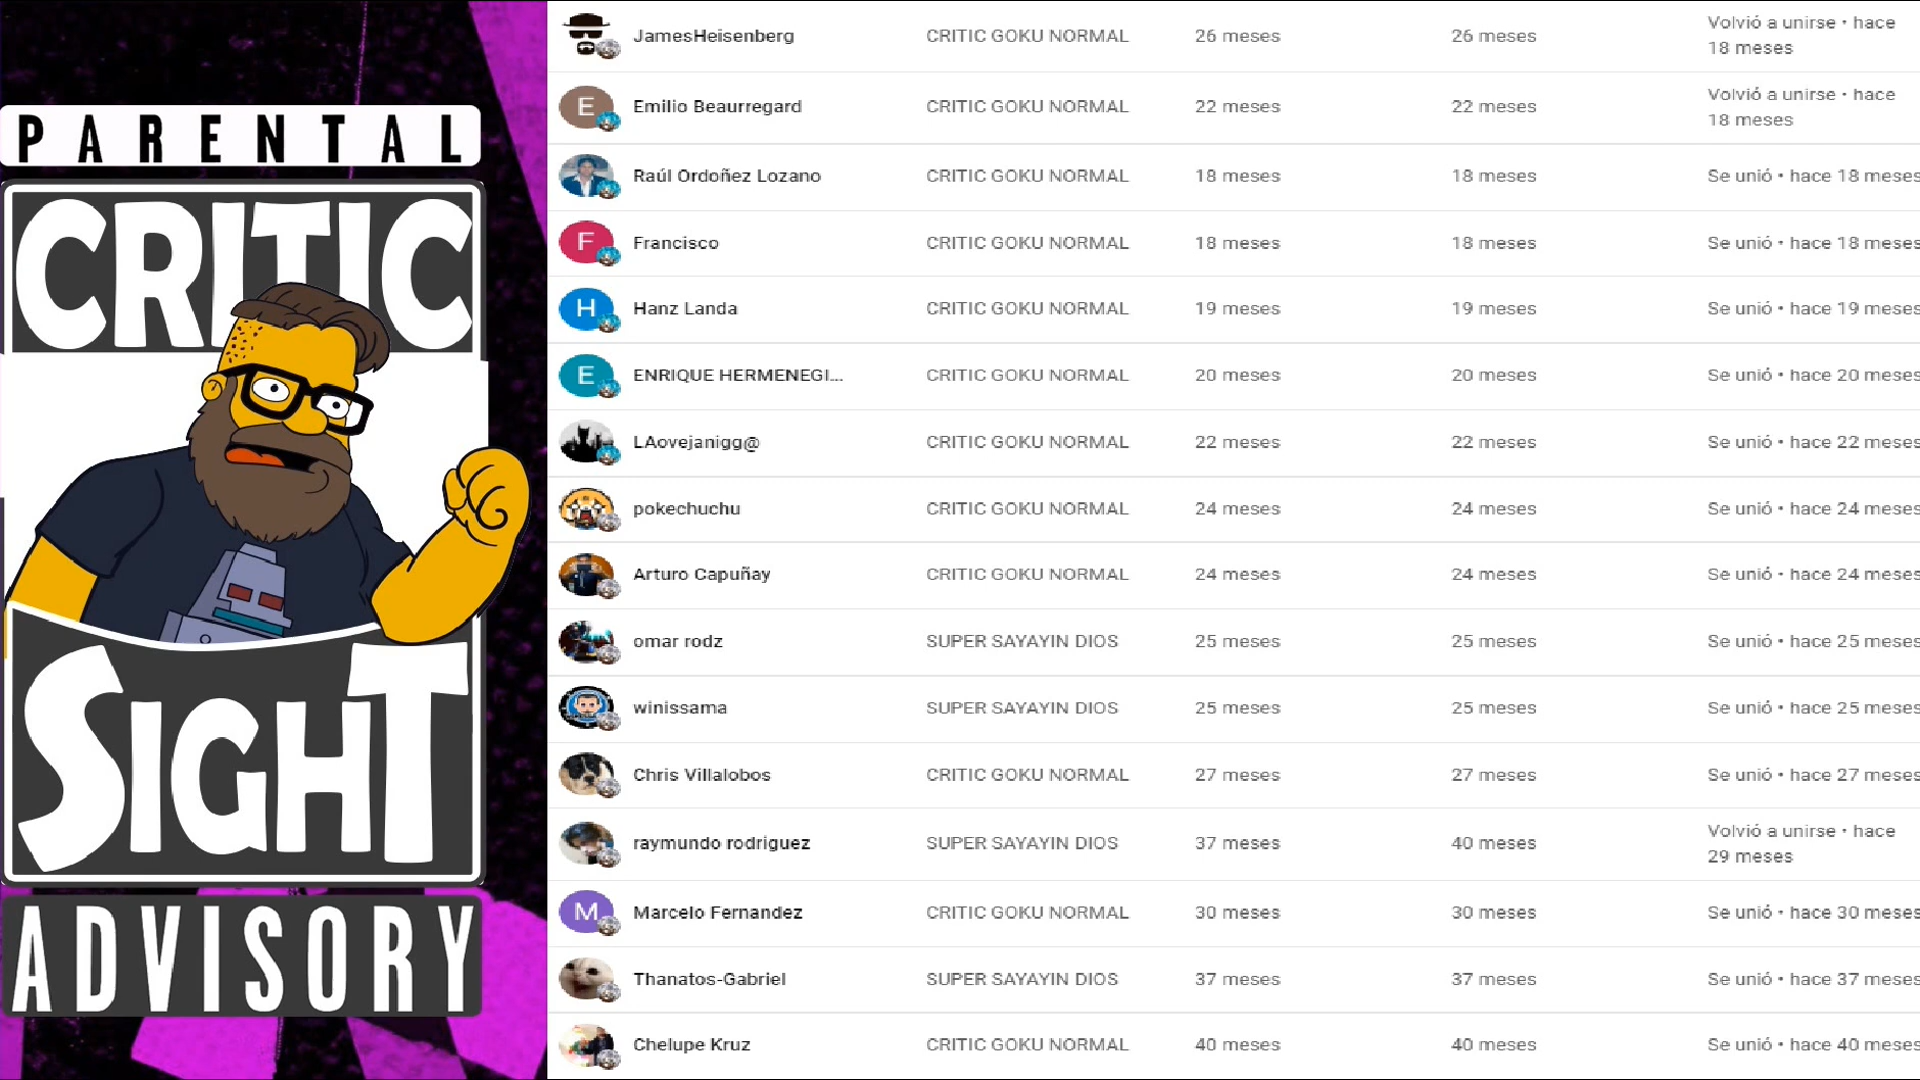 PARENTAL
CRITIC
SIGHT
ADVISORY
JamesHeisenberg CRITIC GOKU NORMAL 26 meses 26 meses Volvió a unirse • hace
18 meses
E Emilio Beaurregard CRITIC GOKU NORMAL 22 meses 22 meses Volvió a unirse • hace
18 meses
Raúl Ordoñez Lozano CRITIC GOKU NORMAL 18 meses 18 meses Se unió • hace 18 meses
F Francisco CRITIC GOKU NORMAL 18 meses 18 meses Se unió • hace 18 meses
H Hanz Landa CRITIC GOKU NORMAL 19 meses 19 meses Se unió • hace 19 meses
E ENRIQUE HERMENEGI... CRITIC GOKU NORMAL 20 meses 20 meses Se unió • hace 20 meses
LAovejanigg@ CRITIC GOKU NORMAL 22 meses 22 meses Se unió • hace 22 meses
pokechuchu CRITIC GOKU NORMAL 24 meses 24 meses Se unió • hace 24 meses
Arturo Capuñay CRITIC GOKU NORMAL 24 meses 24 meses Se unió • hace 24 meses
omar rodz SUPER SAYAYIN DIOS 25 meses 25 meses Se unió • hace 25 meses
winissama SUPER SAYAYIN DIOS 25 meses 25 meses Se unió • hace 25 meses
Chris Villalobos CRITIC GOKU NORMAL 27 meses 27 meses Se unió • hace 27 meses
raymundo rodriguez SUPER SAYAYIN DIOS 37 meses 40 meses Volvió a unirse • hace
29 meses
M Marcelo Fernandez CRITIC GOKU NORMAL 30 meses 30 meses Se unió • hace 30 meses
Thanatos-Gabriel SUPER SAYAYIN DIOS 37 meses 37 meses Se unió • hace 37 meses
Chelupe Kruz CRITIC GOKU NORMAL 40 meses 40 meses Se unió • hace 40 meses